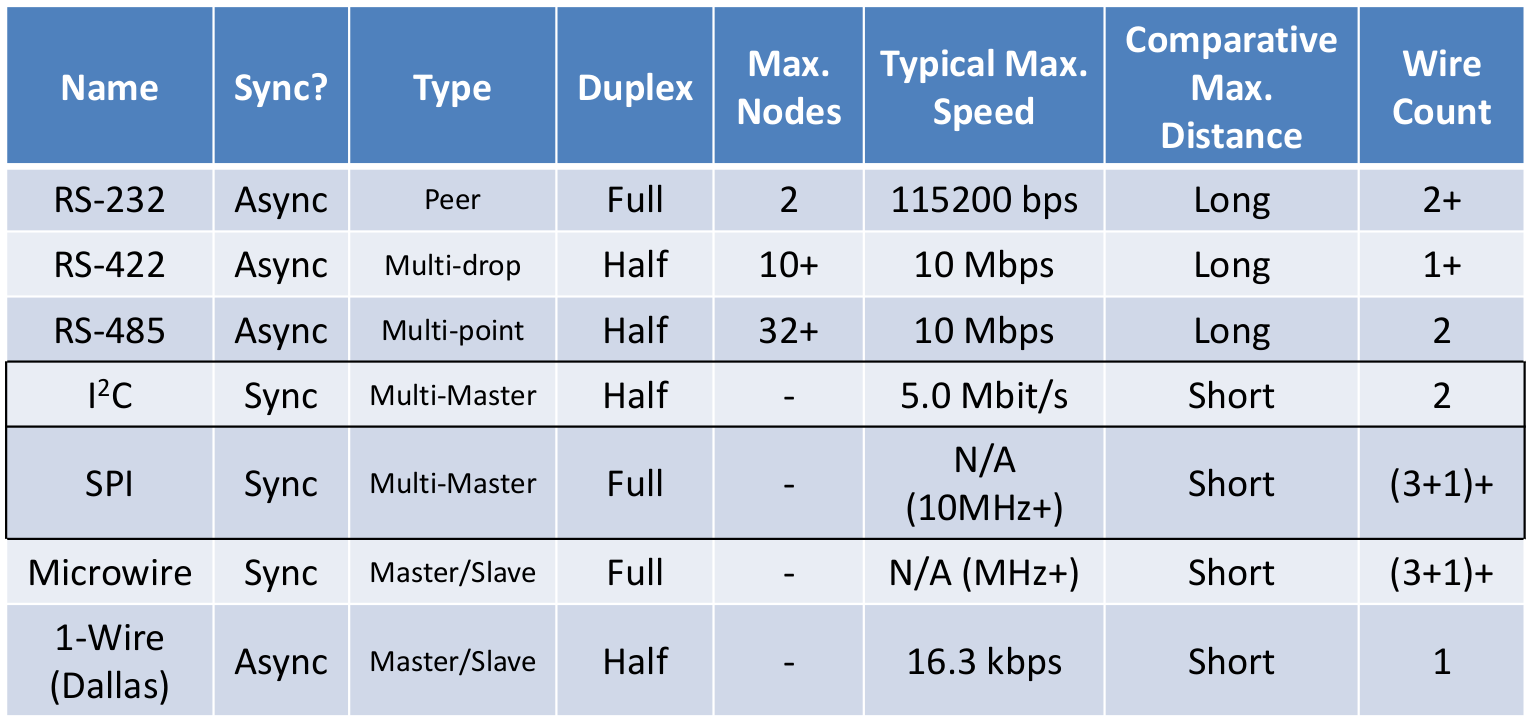 Name Sync? Type Duplex Max. Nodes Typical Max. Speed Comparative Max. Distance Wire Count
RS-232 Async Peer Full 2 115200 bps Long 2+
RS-422 Async Multi-drop Half 10+ 10 Mbps Long 1+
RS-485 Async Multi-point Half 32+ 10 Mbps Long 2
I²C Sync Multi-Master Half - 5.0 Mbit/s Short 2
SPI Sync Multi-Master Full - N/A (10MHz+) Short (3+1)+
Microwire Sync Master/Slave Full - N/A (MHz+) Short (3+1)+
1-Wire (Dallas) Async Master/Slave Half - 16.3 kbps Short 1